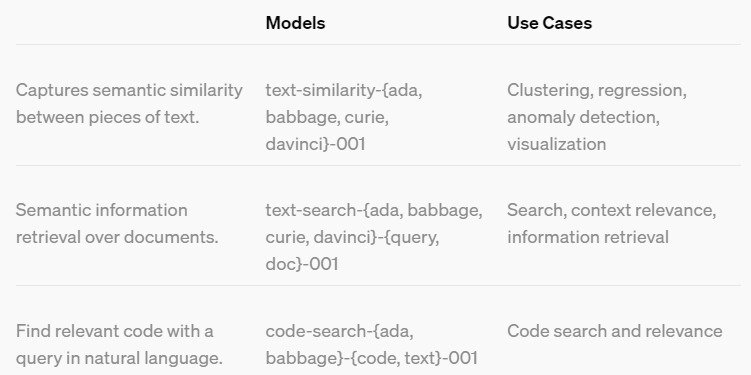 Models
Use Cases
Captures semantic similarity
between pieces of text.
text-similarity-{ada,
babbage, curie,
davinci}-001
Clustering, regression,
anomaly detection,
visualization
Semantic information
retrieval over documents.
text-search-{ada, babbage,
curie, davinci}-{query,
doc}-001
Search, context relevance,
information retrieval
Find relevant code with a
query in natural language.
code-search-{ada,
babbage}-{code, text}-001
Code search and relevance